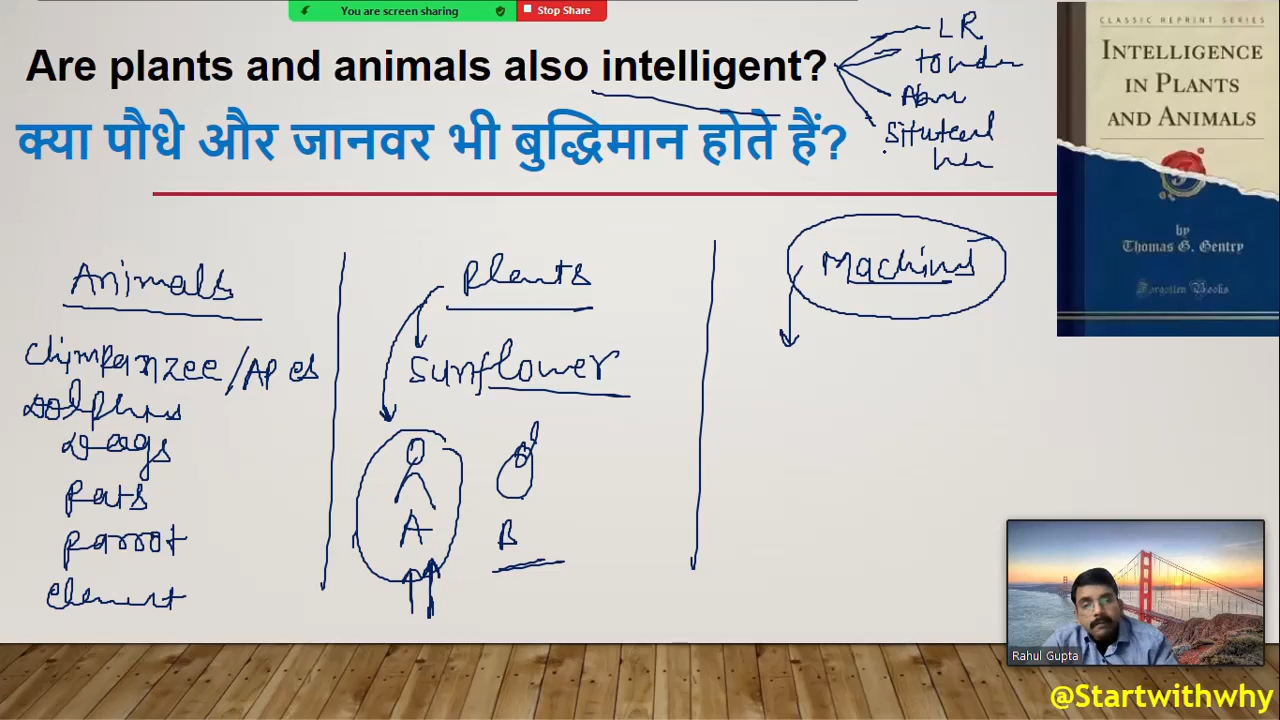 You are screen sharing
Stop Share
Are plants and animals also intelligent?
क्या पौधे और जानवर भी बुद्धिमान होते हैं?
LR
CLASSIC REPRINT SERIES
INTELLIGENCE
IN PLANTS
AND ANIMALS
by
Thomas G. Gentry
Forgotten Books
Animals
Chimpanzee/Apes
Dolphins
Dogs
Rats
Parrot
Plants
Sunflower
A
B
Machines
Rahul Gupta
@Startwithwhy